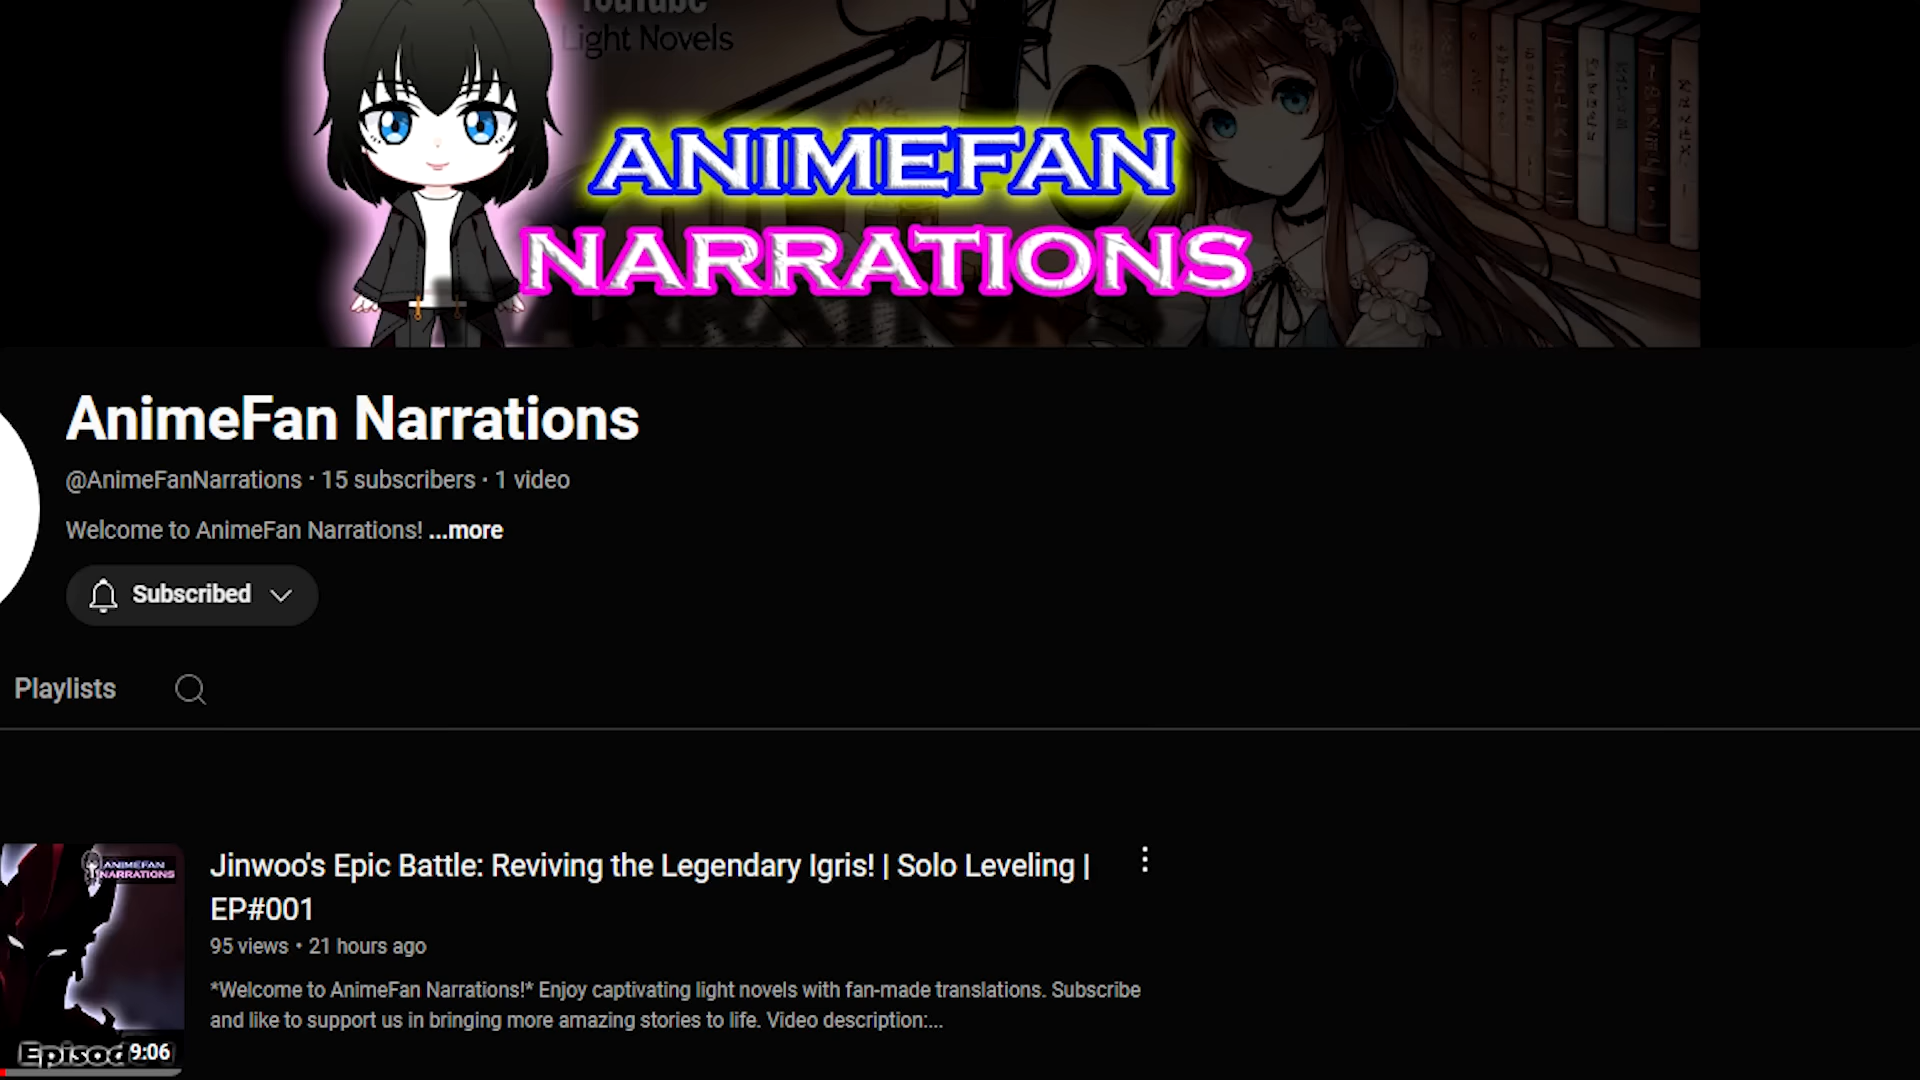 YouTube
Light Novels
ANIMEFAN
NARRATIONS
AnimeFan Narrations
@AnimeFanNarrations · 15 subscribers · 1 video
Welcome to AnimeFan Narrations! ...more
Subscribed
Playlists
ANIMEFAN
NARRATIONS
Jinwoo's Epic Battle: Reviving the Legendary Igris! | Solo Leveling |
EP#001
95 views • 21 hours ago
*Welcome to AnimeFan Narrations!* Enjoy captivating light novels with fan-made translations. Subscribe
and like to support us in bringing more amazing stories to life. Video description:...
9:06